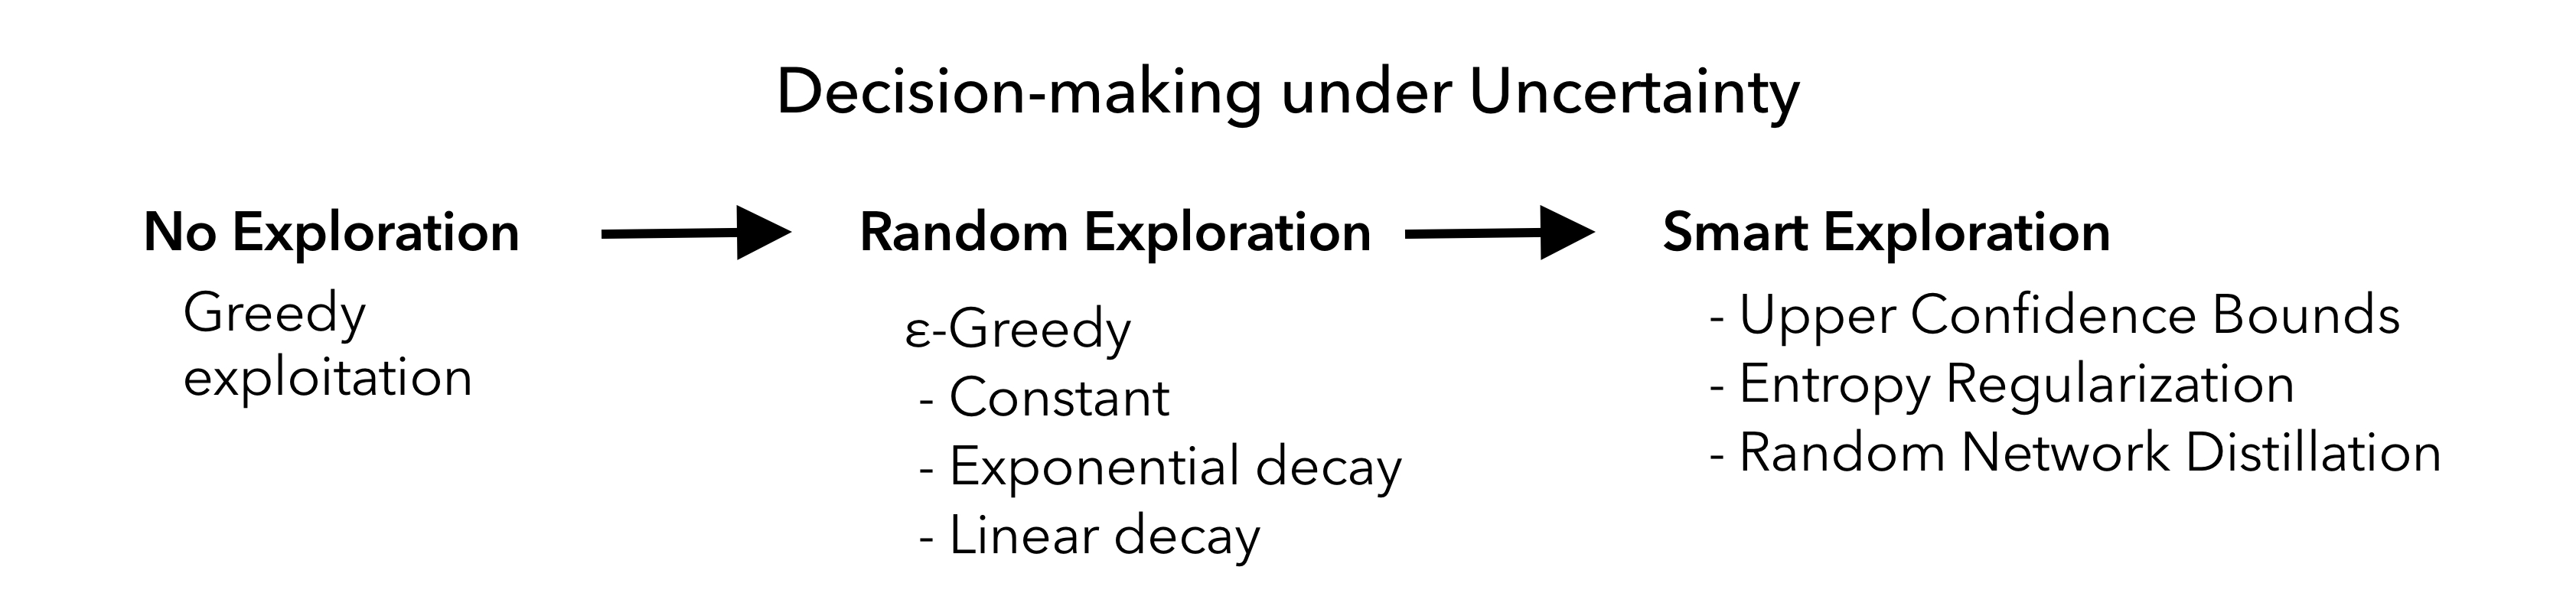 Decision-making under Uncertainty
No Exploration
Greedy
exploitation
Random Exploration
ε-Greedy
- Constant
- Exponential decay
- Linear decay
Smart Exploration
- Upper Confidence Bounds
- Entropy Regularization
- Random Network Distillation